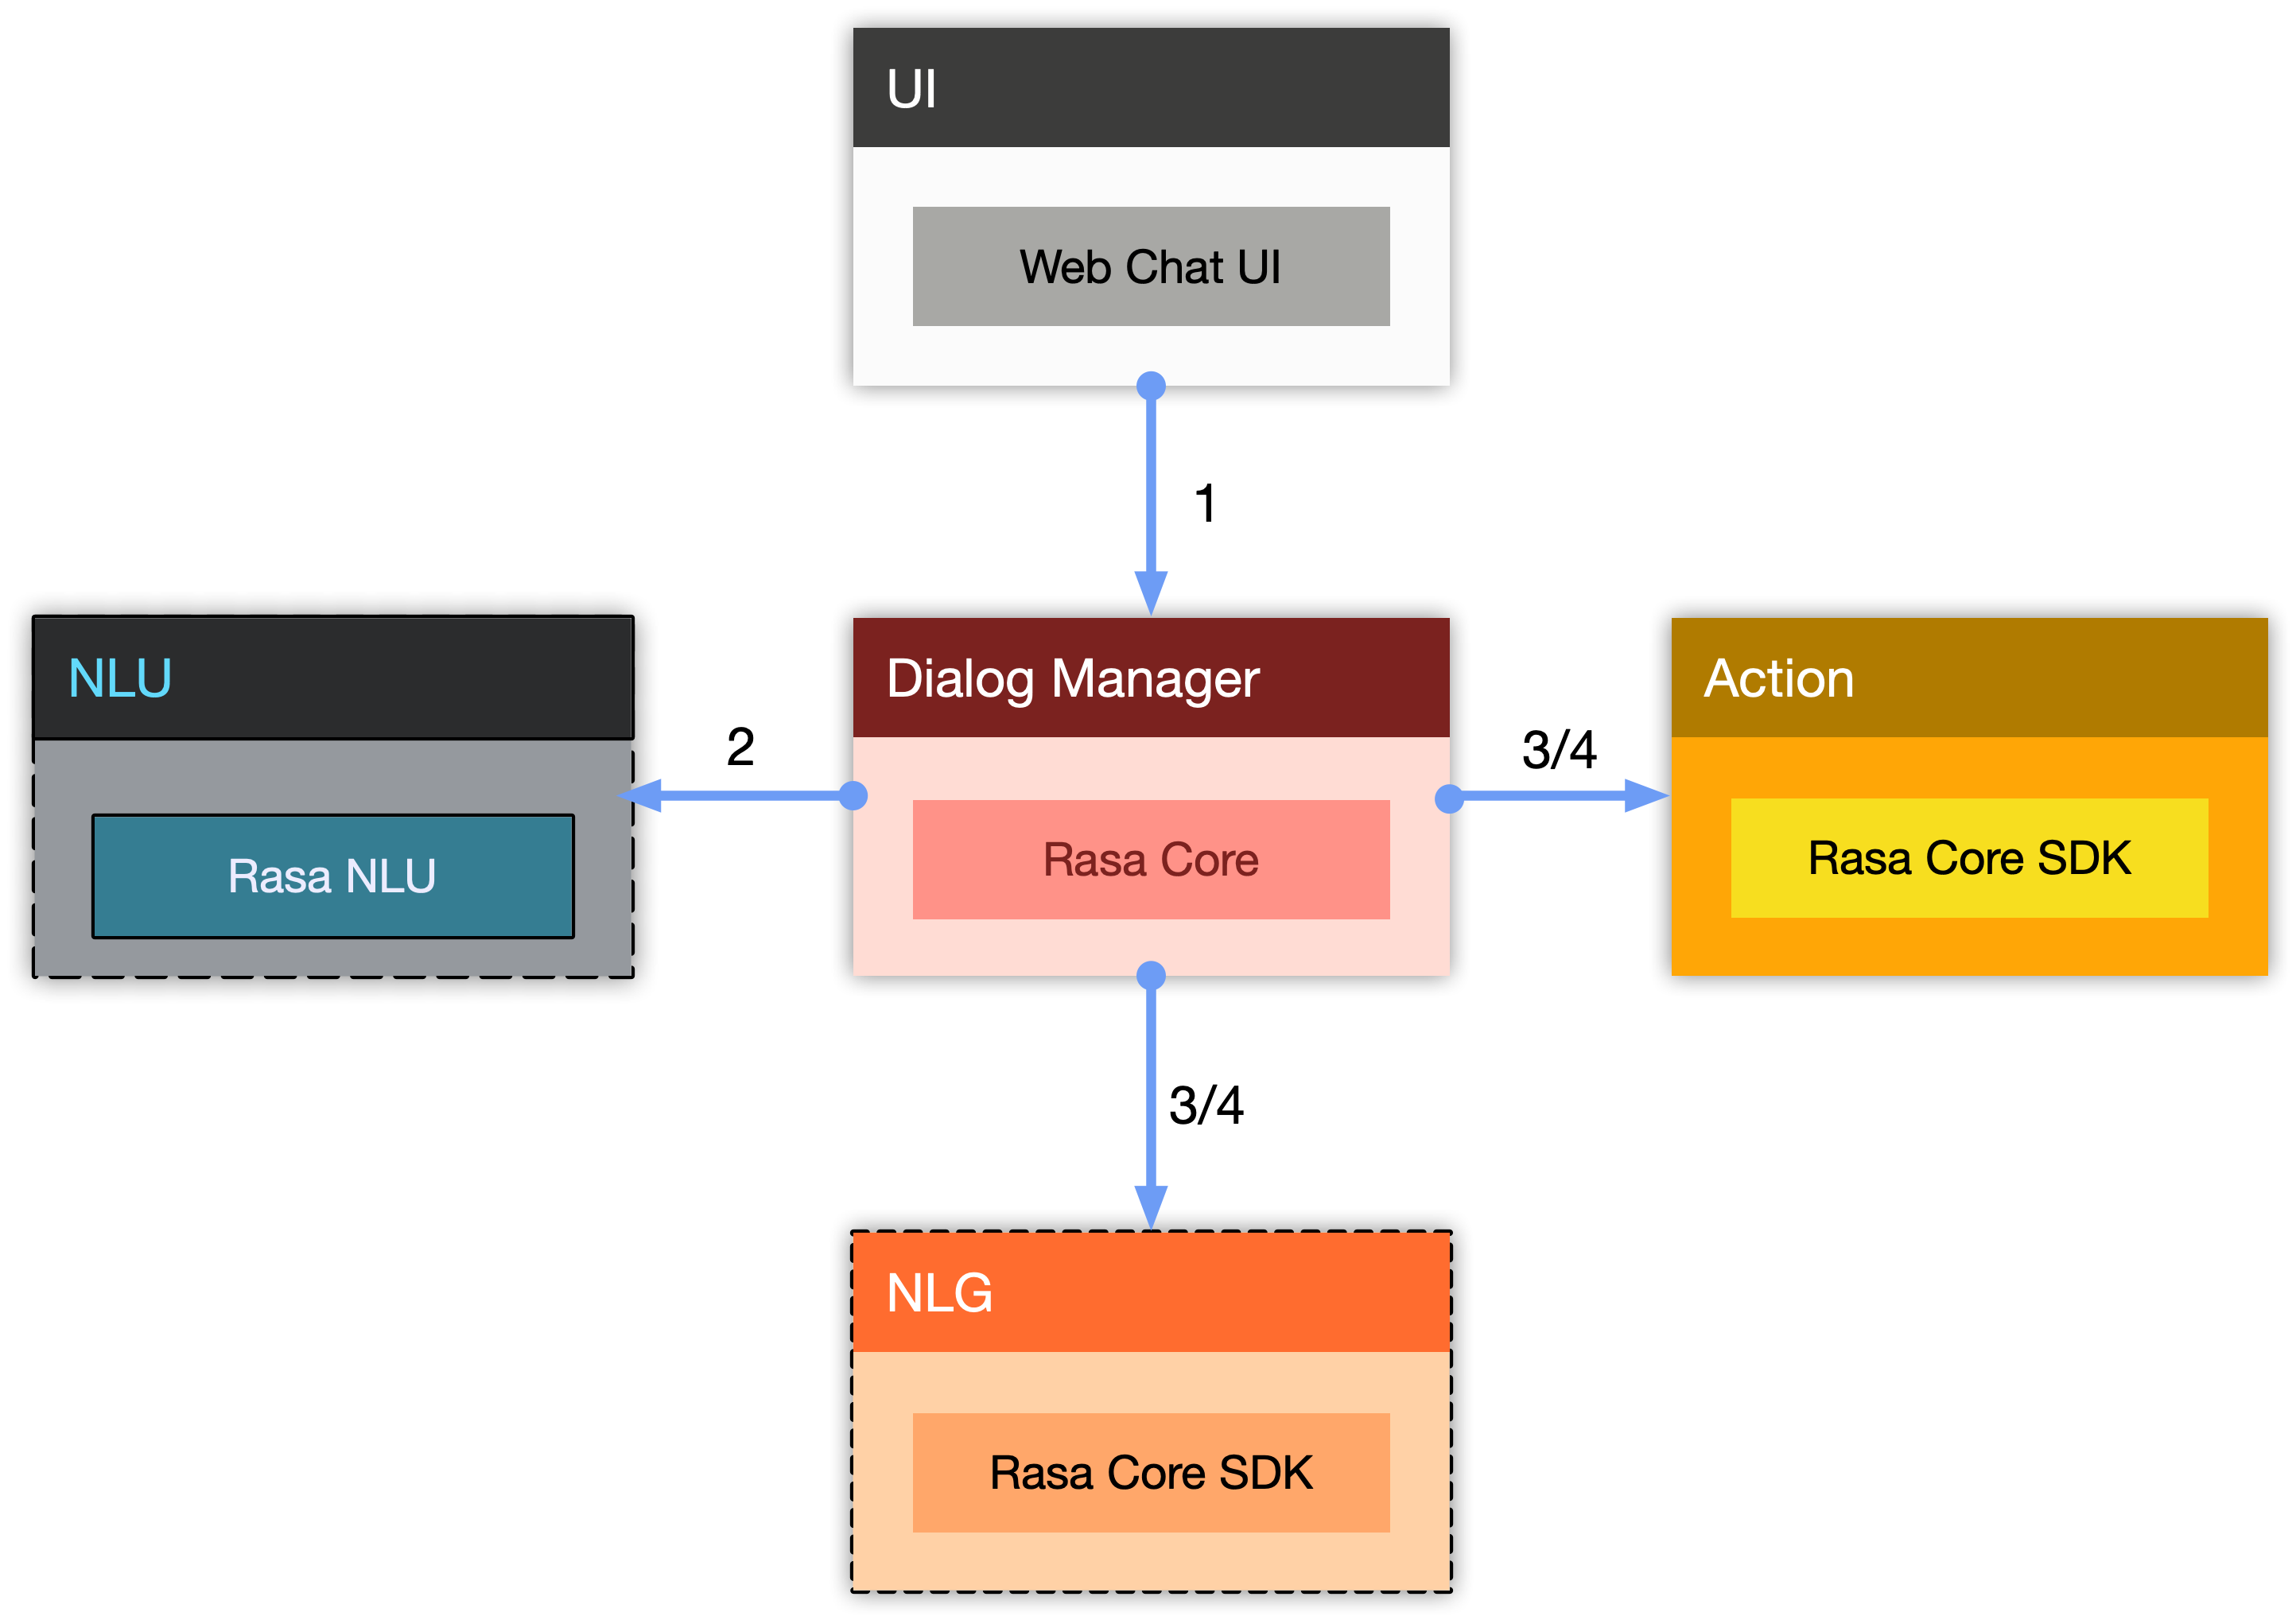 UI
Web Chat UI
1
NLU
Rasa NLU
2
Dialog Manager
Rasa Core
3/4
Action
Rasa Core SDK
3/4
NLG
Rasa Core SDK